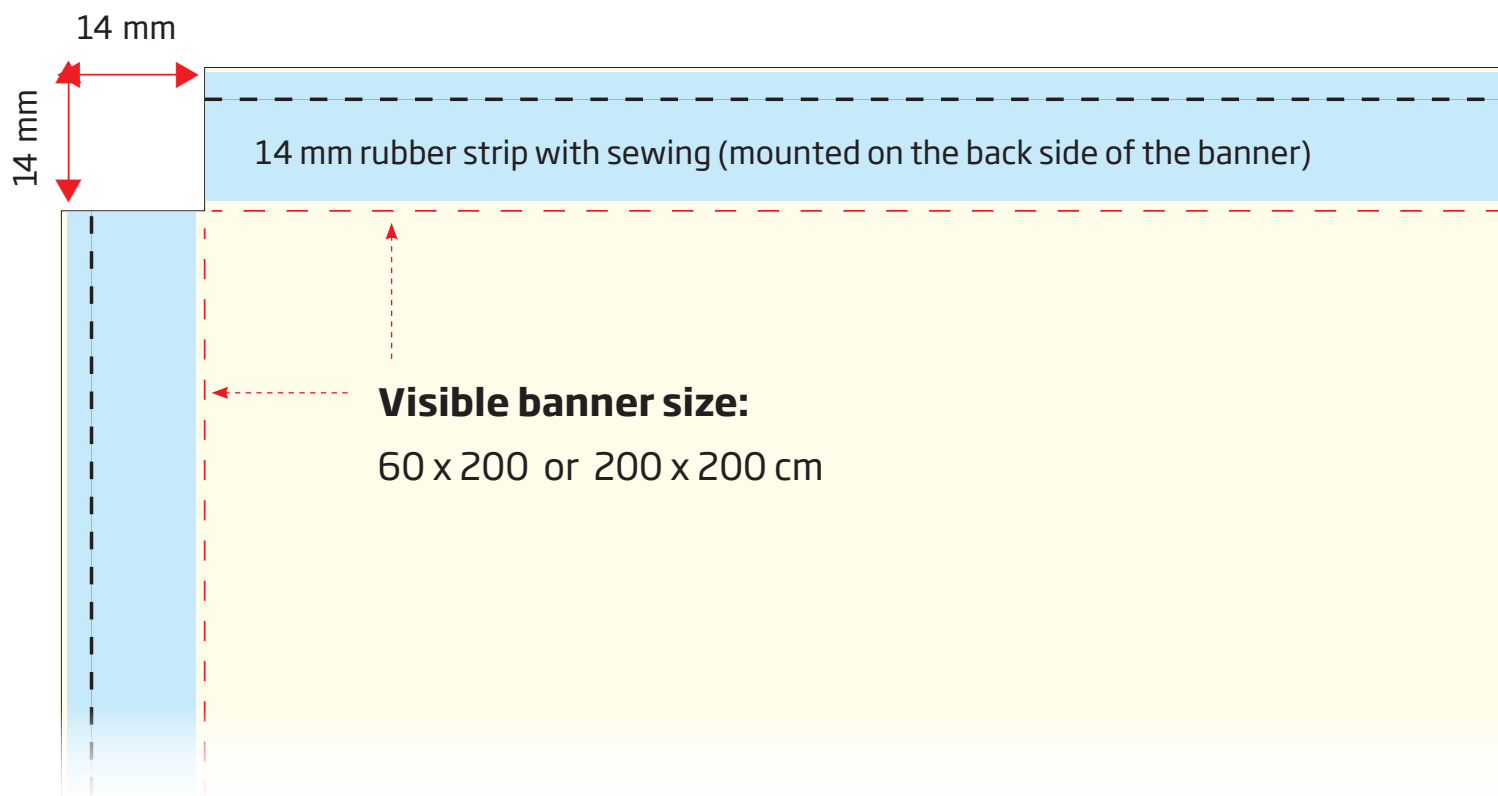 14 mm
14 mm
14 mm rubber strip with sewing (mounted on the back side of the banner)
Visible banner size:
60 x 200 or 200 x 200 cm